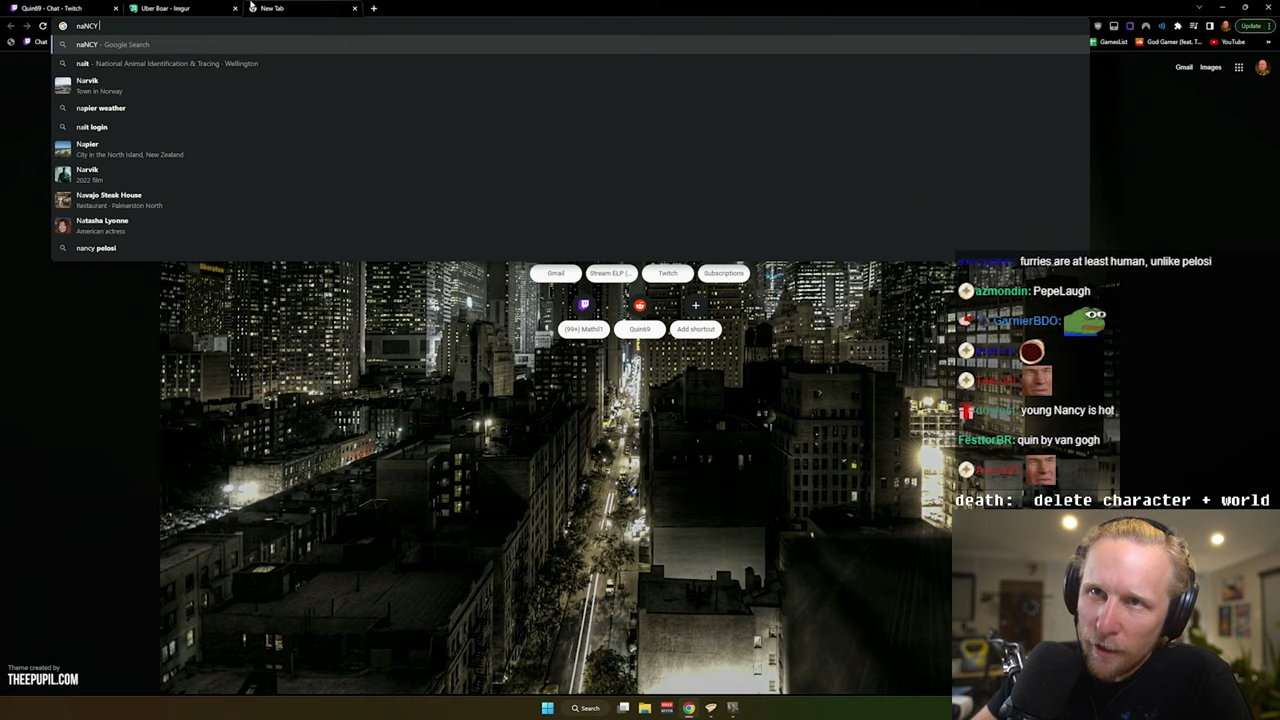 Quin69 - Chat - Twitch
Uber Boar - Imgur
New Tab
naNCY
Update
Chat
GamesList
God Gamer (feat. T...
YouTube
naNCY - Google Search
nait - National Animal Identification & Tracing - Wellington
Narvik
Town in Norway
napier weather
nait login
Napier
City in the North Island, New Zealand
Narvik
2022 film
Navajo Steak House
Restaurant · Palmerston North
Natasha Lyonne
American actress
nancy pelosi
Gmail
Images
Gmail
Stream ELP (...
Twitch
Subscriptions
(99+) Mathil1
Quin69
Add shortcut
furries are at least human, unlike pelosi
azmondin: PepeLaugh
GarnierBDO:
young Nancy is hot
FesttorBR: quin by van gogh
death: delete character + world
Theme created by
THEEPUPIL.COM
Search